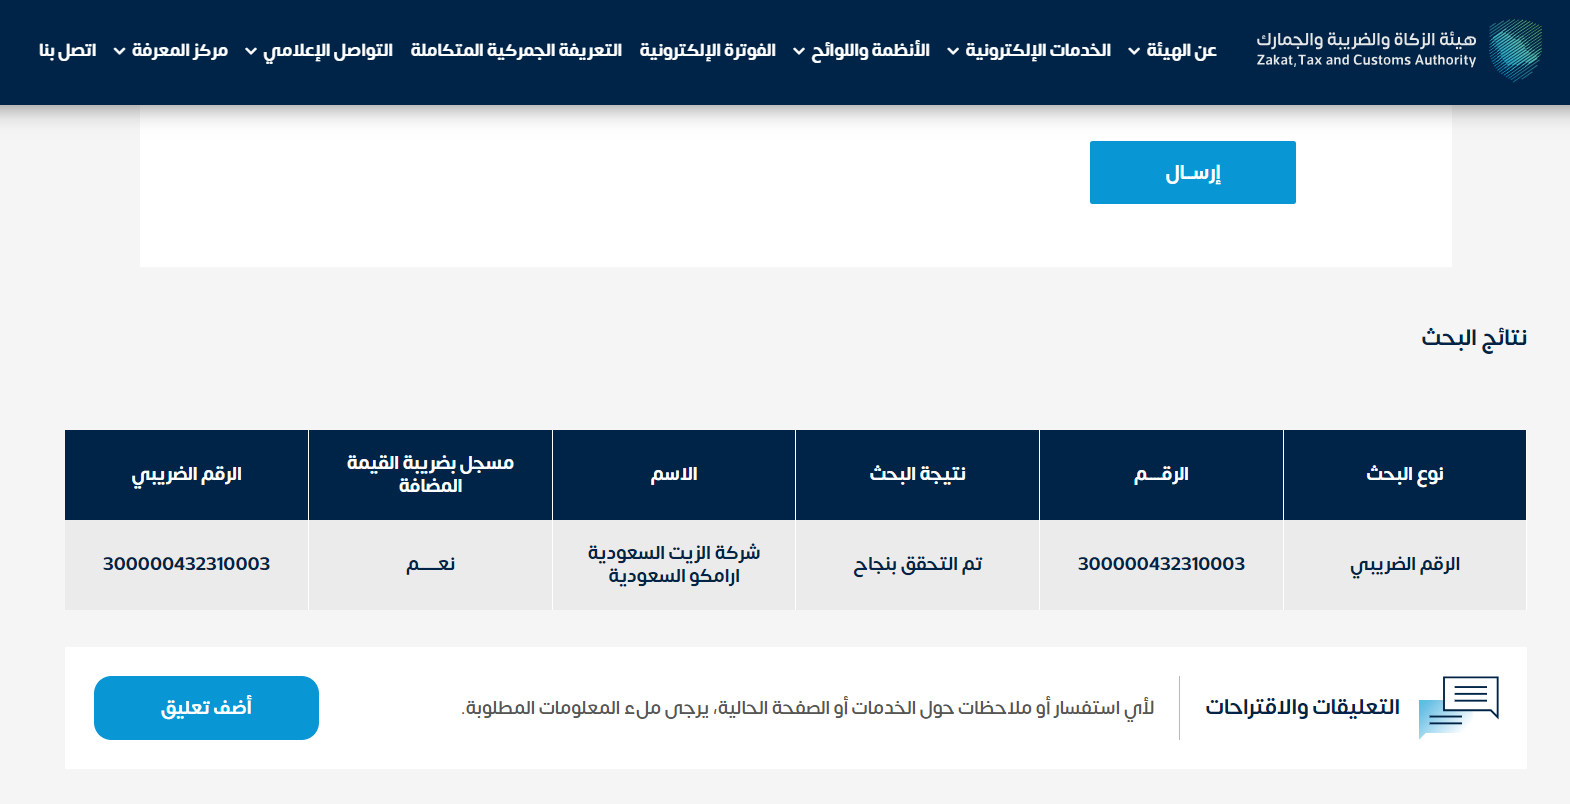 هيئة الزكاة والضريبة والجمارك
Zakat, Tax and Customs Authority
عن الهيئة
الخدمات الإلكترونية
الأنظمة واللوائح
الفوترة الإلكترونية
التعريفة الجمركية المتكاملة
التواصل الإعلامي
مركز المعرفة
اتصل بنا
إرسـال
نتائج البحث
نوع البحث
الرقـــم
نتيجة البحث
الاسم
مسجل بضريبة القيمة
المضافة
الرقم الضريبي
الرقم الضريبي
300000432310003
تم التحقق بنجاح
شركة الزيت السعودية
ارامكو السعودية
نعــــم
300000432310003
التعليقات والاقتراحات
لأي استفسار أو ملاحظات حول الخدمات أو الصفحة الحالية، يرجى ملء المعلومات المطلوبة.
أضف تعليق